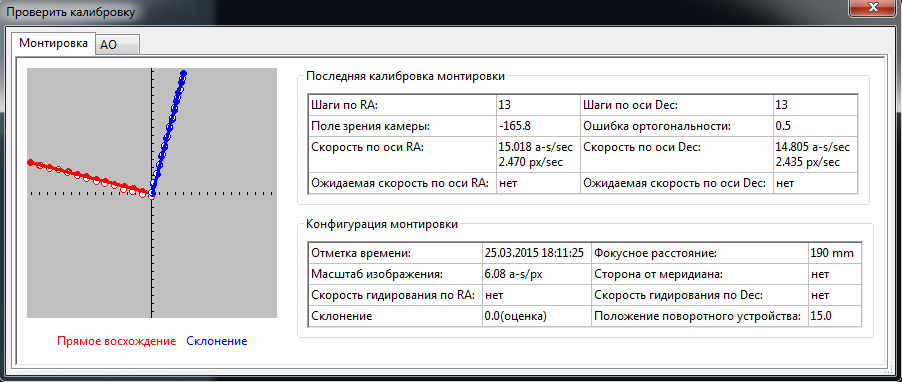 Проверить калибровку
Монтировка
АО
Прямое восхождение Склонение
Последняя калибровка монтировки
Шаги по RA: 13 Шаги по оси Dec: 13
Поле зрения камеры: -165.8 Ошибка ортогональности: 0.5
Скорость по оси RA: 15.018 a-s/sec Скорость по оси Dec: 14.805 a-s/sec
2.470 px/sec 2.435 px/sec
Ожидаемая скорость по оси RA: нет Ожидаемая скорость по оси Dec: нет
Конфигурация монтировки
Отметка времени: 25.03.2015 18:11:25 Фокусное расстояние: 190 mm
Масштаб изображения: 6.08 a-s/px Сторона от меридиана: нет
Скорость гидирования по RA: нет Скорость гидирования по Dec: нет
Склонение 0.0(оценка) Положение поворотного устройства: 15.0